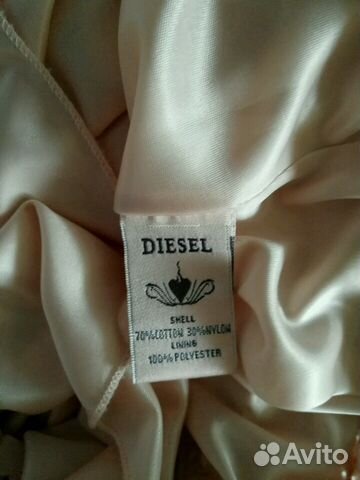 DIESEL
SHELL
70%COTTON 30%NYLON
LINING
100%POLYESTER
Avito